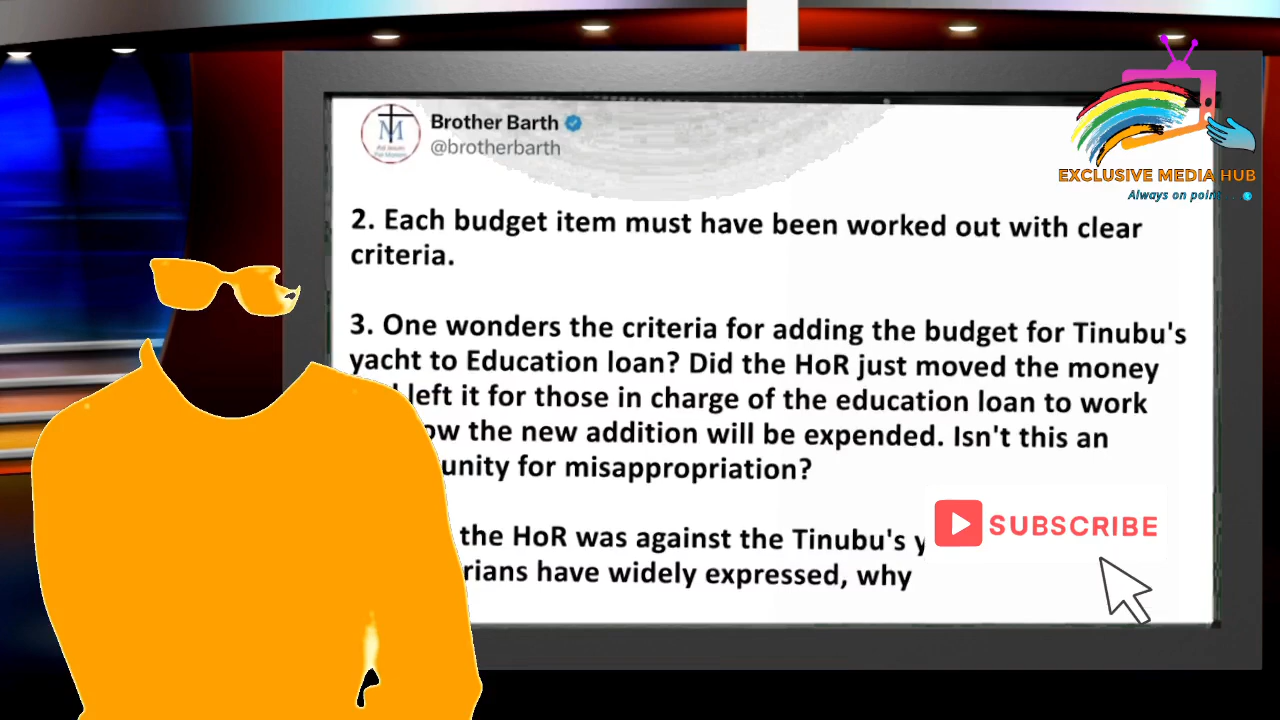 Brother Barth
@brotherbarth
EXCLUSIVE MEDIA HUB
Always on point
2. Each budget item must have been worked out with clear
criteria.
3. One wonders the criteria for adding the budget for Tinubu's
yacht to Education loan? Did the HoR just moved the money
left it for those in charge of the education loan to work
the new addition will be expended. Isn't this an
for misappropriation?
the HoR was against the Tinubu's
have widely expressed, why
SUBSCRIBE